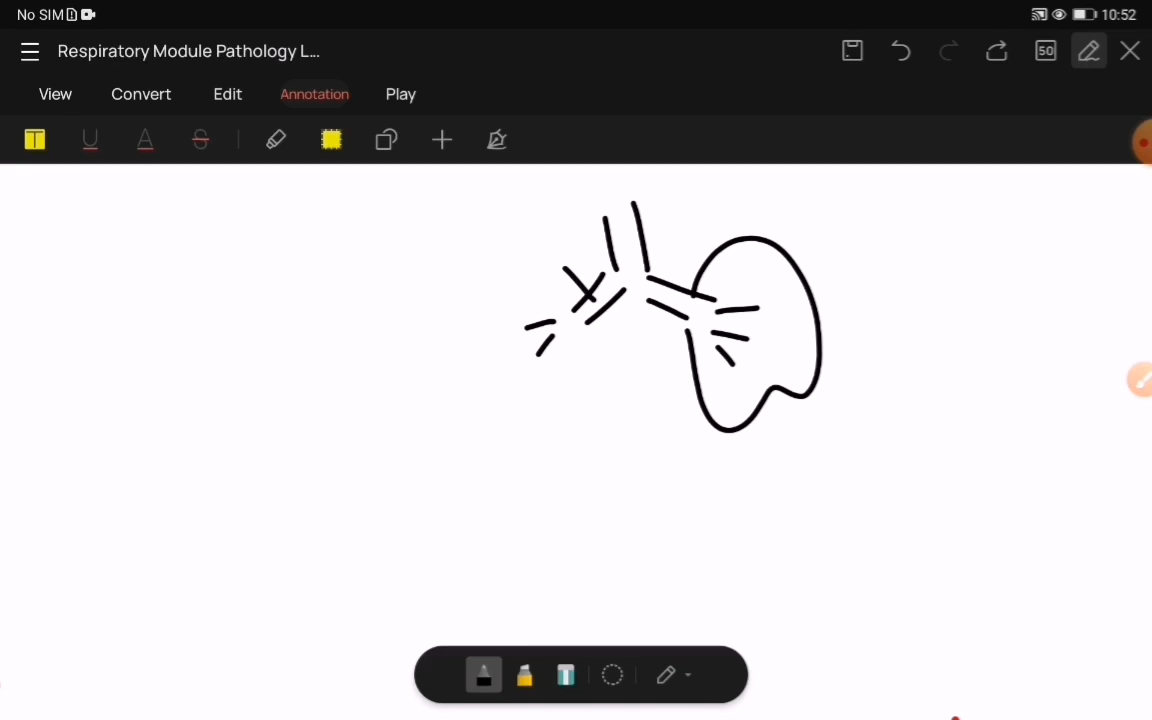 No SIM 10:52
Respiratory Module Pathology L... 50
View Convert Edit Annotation Play
T U A S